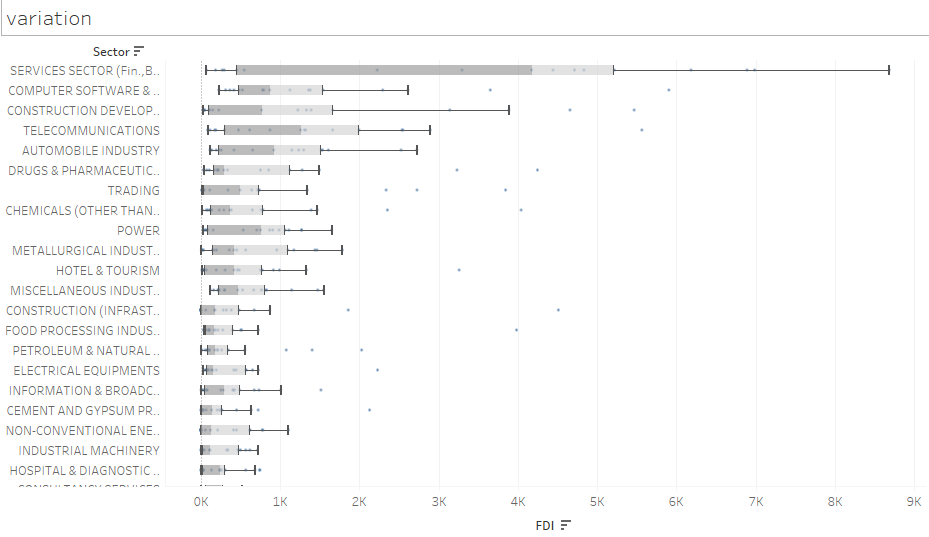 variation
Sector
SERVICES SECTOR (Fin.,B..
COMPUTER SOFTWARE & ..
CONSTRUCTION DEVELOP..
TELECOMMUNICATIONS
AUTOMOBILE INDUSTRY
DRUGS & PHARMACEUTIC..
TRADING
CHEMICALS (OTHER THAN..
POWER
METALLURGICAL INDUST..
HOTEL & TOURISM
MISCELLANEOUS INDUST..
CONSTRUCTION (INFRAST..
FOOD PROCESSING INDUS..
PETROLEUM & NATURAL ..
ELECTRICAL EQUIPMENTS
INFORMATION & BROADC..
CEMENT AND GYPSUM PR..
NON-CONVENTIONAL ENE..
INDUSTRIAL MACHINERY
HOSPITAL & DIAGNOSTIC ..
CONSULTANCY SERVICES
0K 1K 2K 3K 4K 5K 6K 7K 8K 9K
FDI